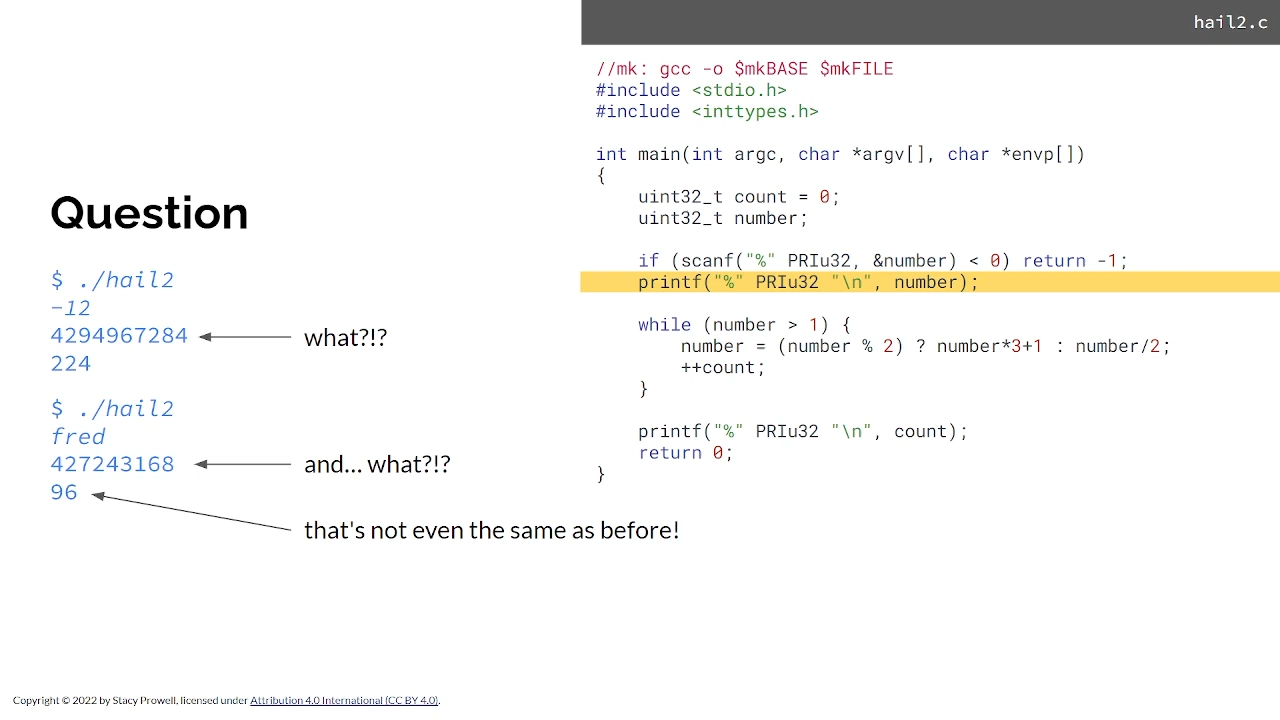 hail2.c
//mk: gcc -o $mkBASE $mkFILE
#include <stdio.h>
#include <inttypes.h>
int main(int argc, char *argv[], char *envp[])
{
    uint32_t count = 0;
    uint32_t number;
    if (scanf("%" PRIu32, &number) < 0) return -1;
    printf("%" PRIu32 "\n", number);
    while (number > 1) {
        number = (number % 2) ? number*3+1 : number/2;
        ++count;
    }
    printf("%" PRIu32 "\n", count);
    return 0;
}
Question
$ ./hail2
-12
4294967284
what?!?
224
$ ./hail2
fred
427243168
and... what?!?
96
that's not even the same as before!
Copyright © 2022 by Stacy Prowell, licensed under Attribution 4.0 International (CC BY 4.0).